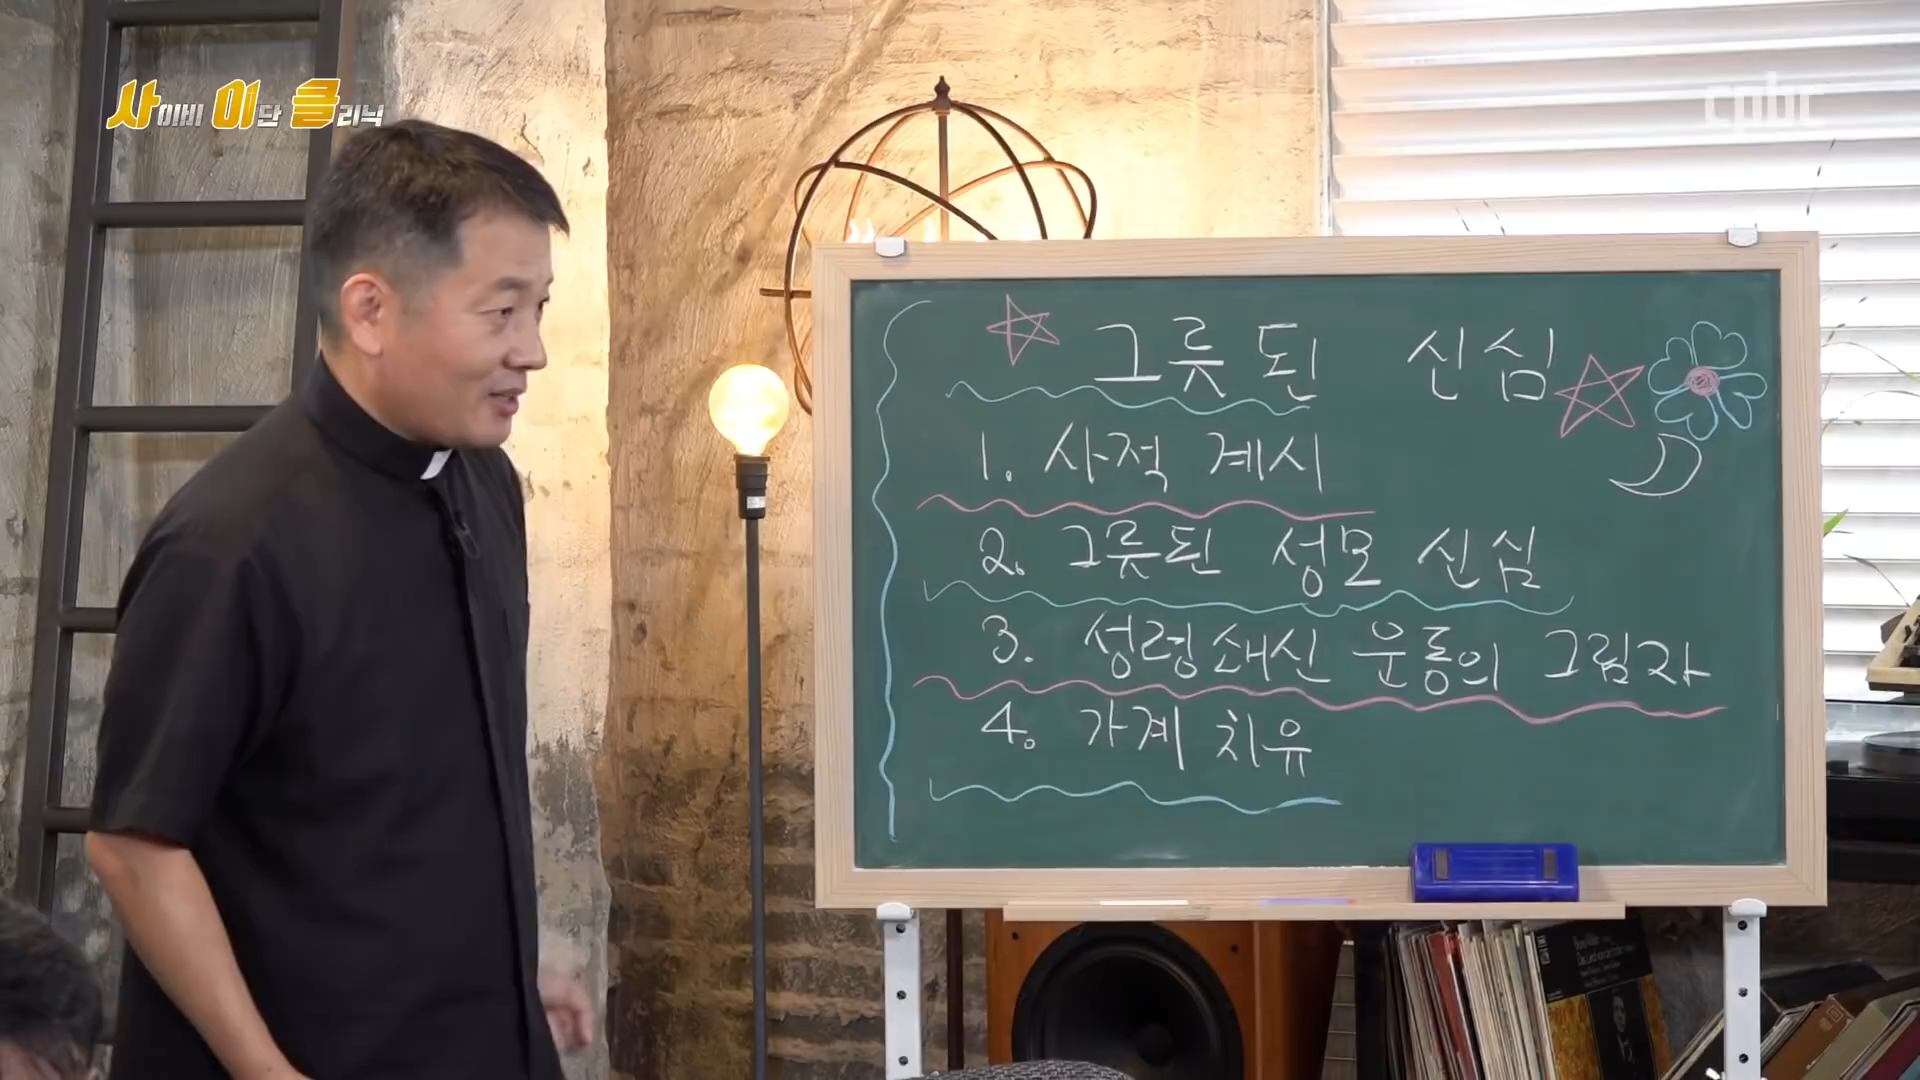 사이비 이단 클리닉
cpbc
그릇된 신심
1. 사적 계시
2. 그릇된 성모 신심
3. 성령쇄신 운동의 그림자
4. 가계 치유